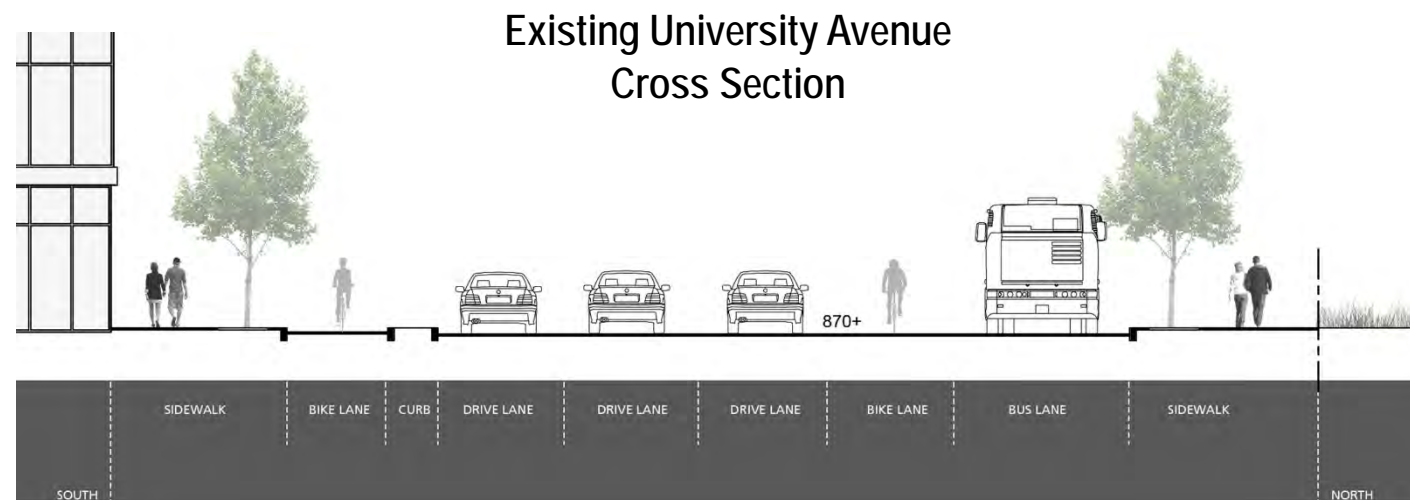 Existing University Avenue
Cross Section
870+
SIDEWALK
BIKE LANE
CURB
DRIVE LANE
DRIVE LANE
DRIVE LANE
BIKE LANE
BUS LANE
SIDEWALK
SOUTH
NORTH